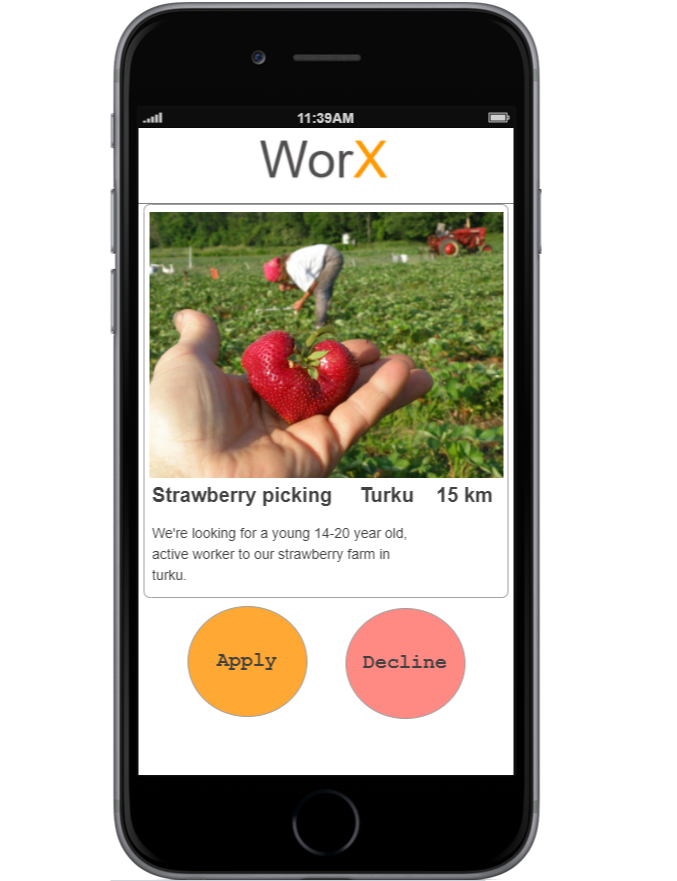 11:39AM
WorX
Strawberry picking Turku 15 km
We're looking for a young 14-20 year old,
active worker to our strawberry farm in
turku.
Apply Decline